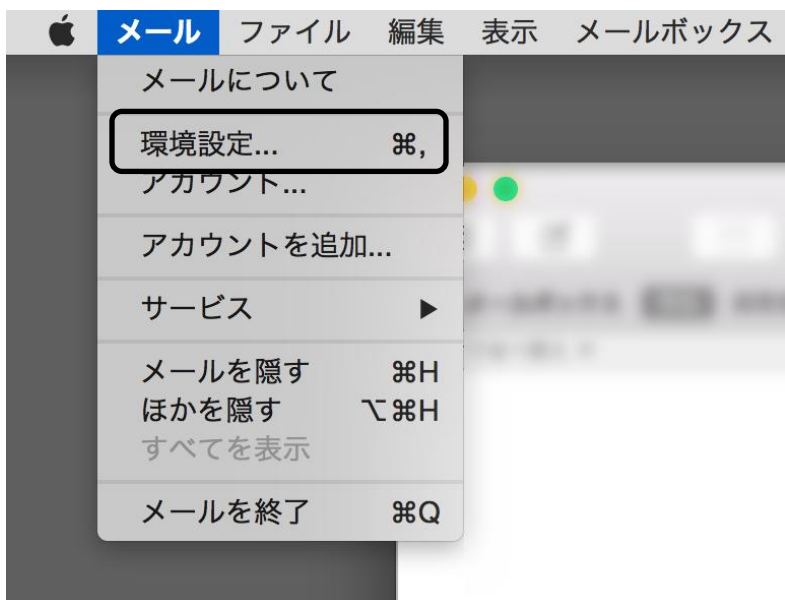 メール ファイル 編集 表示 メールボックス
メールについて
環境設定... ⌘,
アカウント...
アカウントを追加...
サービス ▶
メールを隠す ⌘H
ほかを隠す ⌥⌘H
すべてを表示
メールを終了 ⌘Q